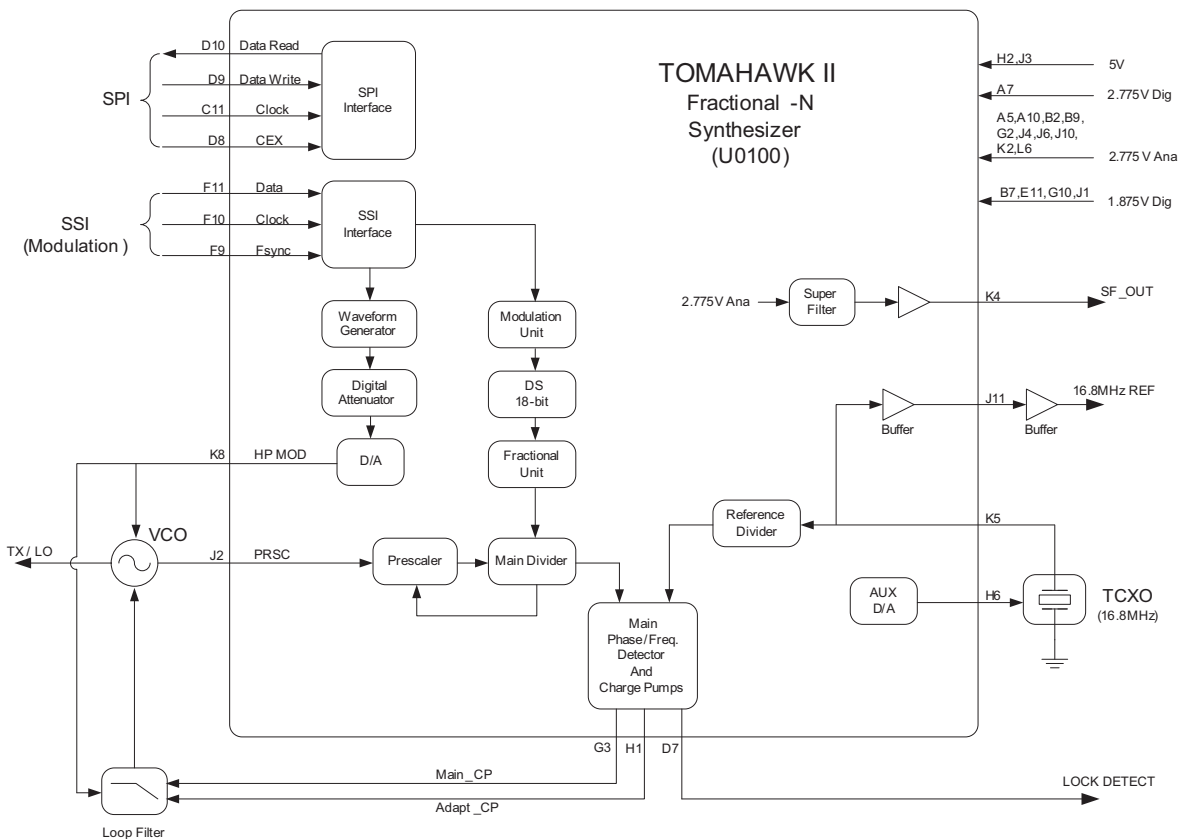 TOMAHAWK II
Fractional -N
Synthesizer
(U0100)
SPI
D10 Data Read
D9 Data Write
C11 Clock
D8 CEX
SPI
Interface
SSI
(Modulation )
F11 Data
F10 Clock
F9 Fsync
SSI
Interface
H2,J3 5V
A7 2.775V Dig
A5,A10,B2,B9,
G2,J4,J6,J10,
K2,L6
2.775 V Ana
B7,E11,G10,J1
1.875V Dig
Waveform
Generator
Modulation
Unit
2.775V Ana
Super
Filter
K4
SF_OUT
Digital
Attenuator
DS
18-bit
Buffer
J11
Buffer
16.8MHz REF
K8 HP MOD
D/A
Fractional
Unit
Reference
Divider
K5
TX / LO
VCO
J2 PRSC
Prescaler
Main Divider
AUX
D/A
H6
TCXO
(16.8MHz)
Main
Phase/Freq.
Detector
And
Charge Pumps
G3 H1 D7
Main _CP
Adapt _CP
Loop Filter
LOCK DETECT